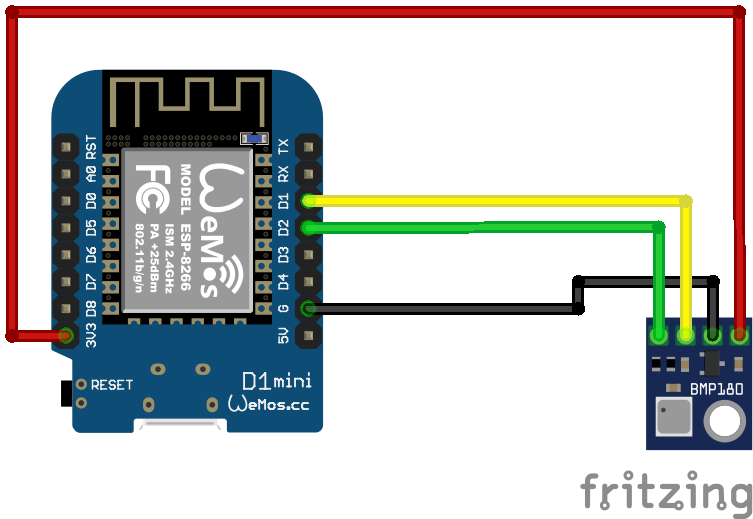 RST
A0
D0
D5
D6
D7
D8
3V3
TX
RX
D1
D2
D3
D4
G
5V
WeMos
MODEL ESP-8266
ISM 2.4GHz
PA +25dBm
802.11b/g/n
FC
RESET
D1mini
WeMos.cc
BMP180
fritzing